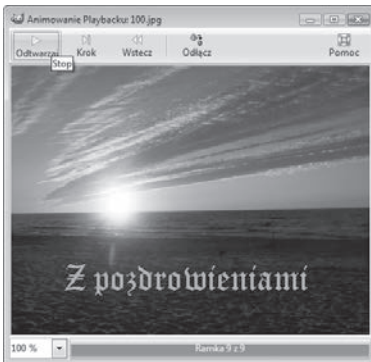 Animowanie Playbacku: 100.jpg
Odtwarzaj Krok Wstecz Odłącz Pomoc
Stop
Z pozdrowieniami
100 % Ramka 9 z 9